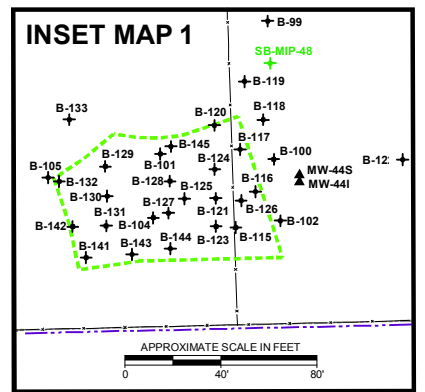 INSET MAP 1
B-99
SB-MIP-48
B-119
B-133
B-120
B-118
B-117
B-145
B-129
B-101
B-124
B-100
B-105
B-132
B-128
MW-44S
MW-44I
B-130
B-125
B-116
B-127
B-121
B-126
B-131
B-104
B-102
B-142
B-123
B-115
B-141
B-143
B-144
APPROXIMATE SCALE IN FEET
0 40' 80'